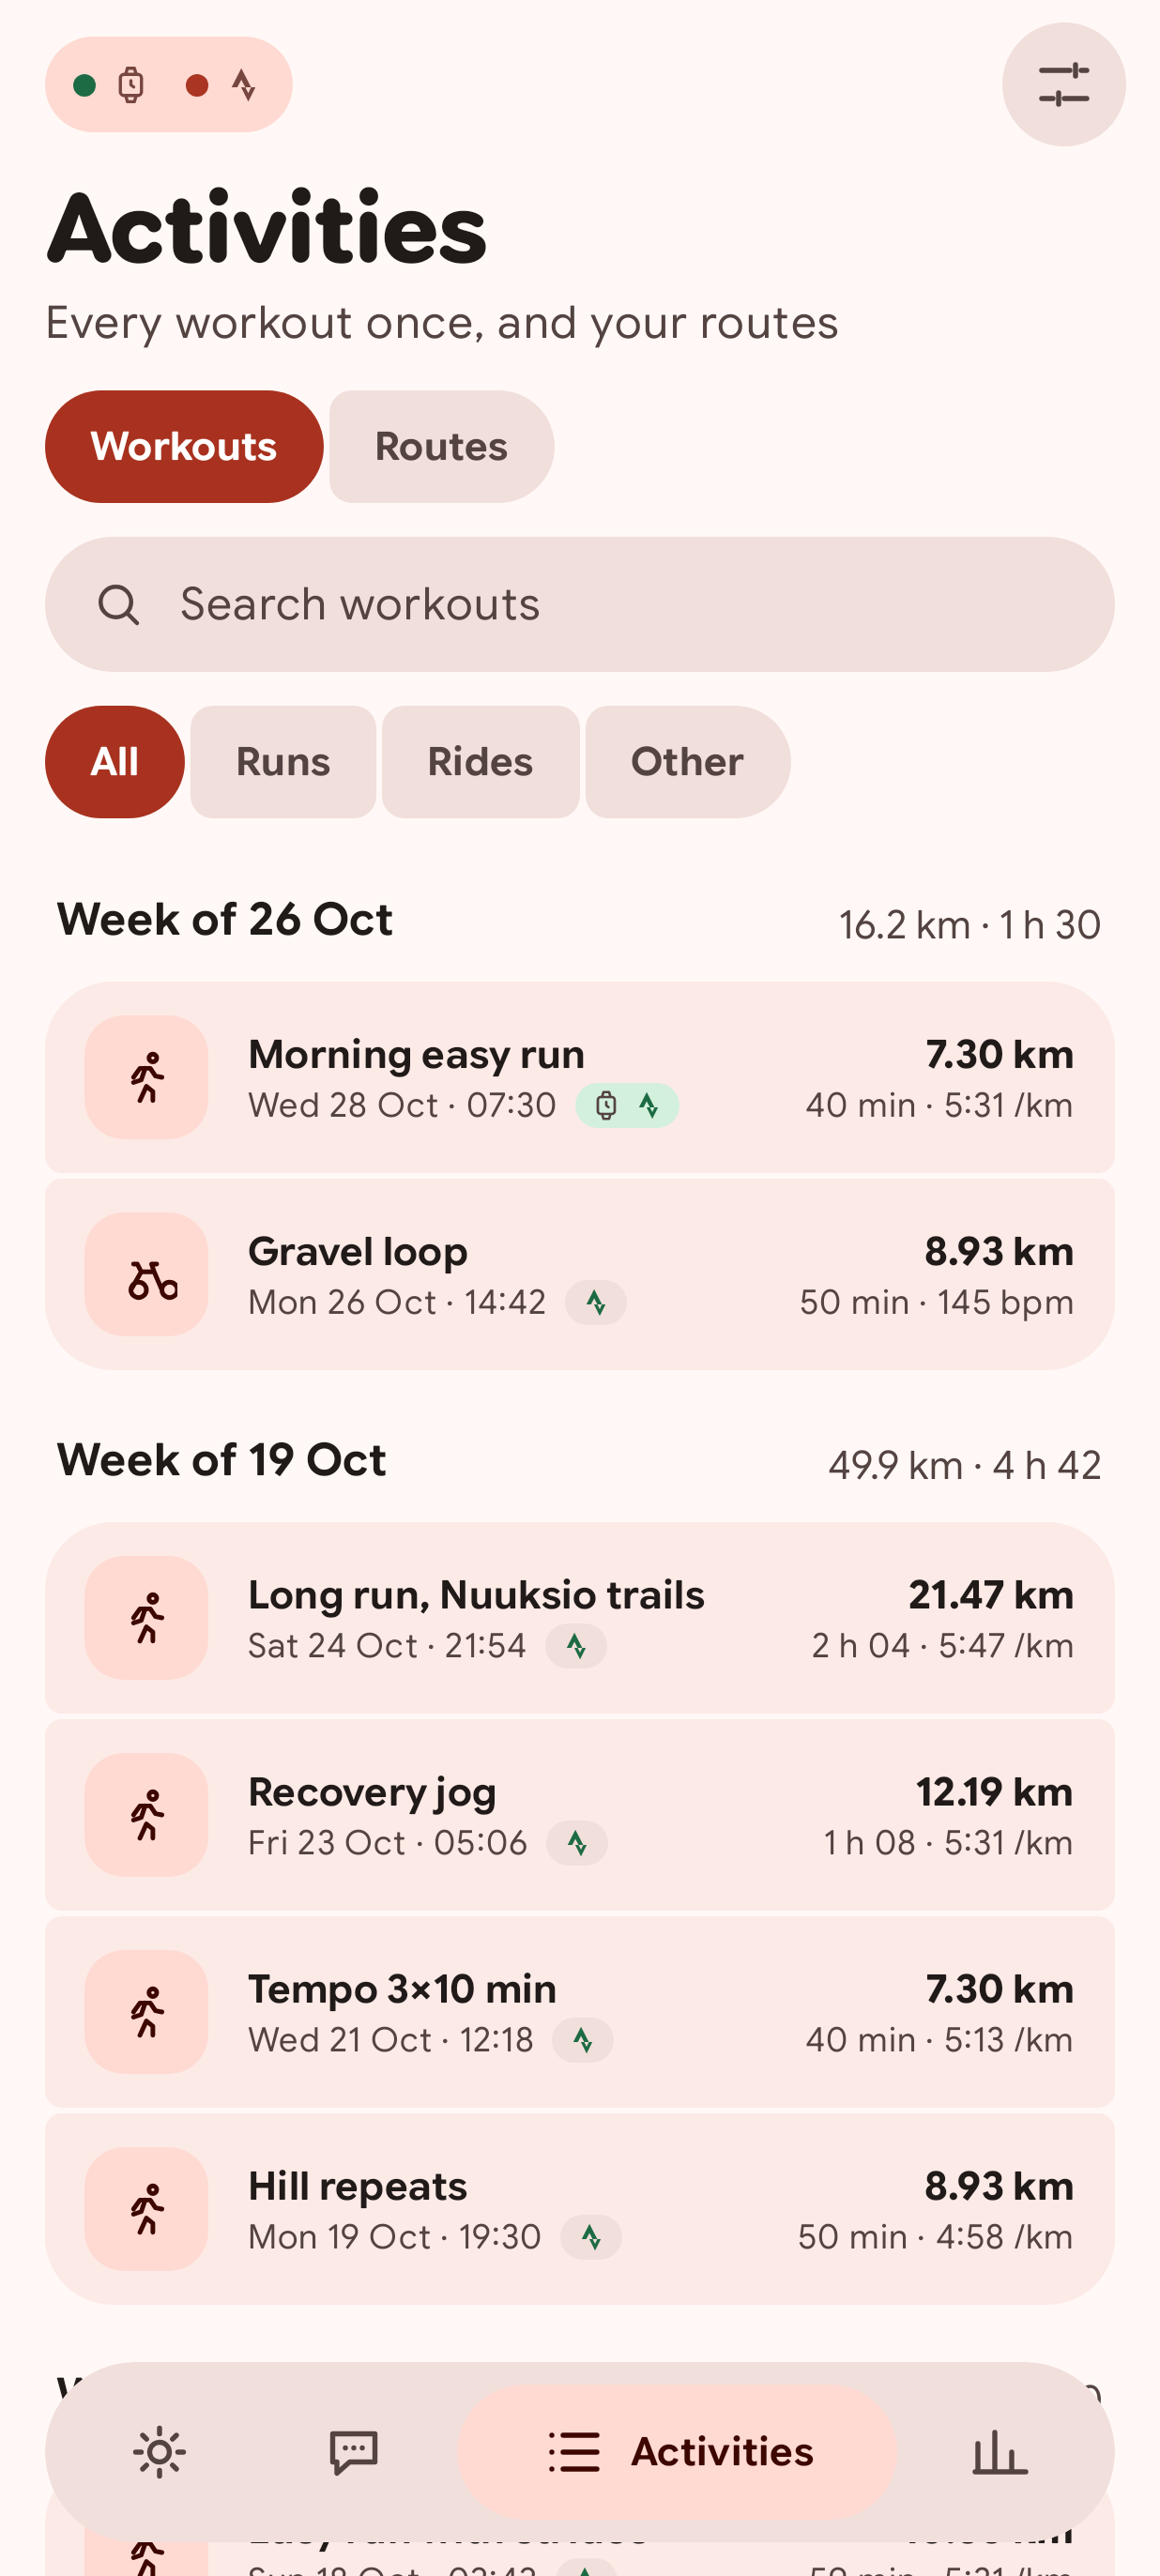 Activities
Every workout once, and your routes
Workouts Routes
Search workouts
All Runs Rides Other
Week of 26 Oct 16.2 km · 1 h 30
Morning easy run 7.30 km
Wed 28 Oct · 07:30 40 min · 5:31 /km
Gravel loop 8.93 km
Mon 26 Oct · 14:42 50 min · 145 bpm
Week of 19 Oct 49.9 km · 4 h 42
Long run, Nuuksio trails 21.47 km
Sat 24 Oct · 21:54 2 h 04 · 5:47 /km
Recovery jog 12.19 km
Fri 23 Oct · 05:06 1 h 08 · 5:31 /km
Tempo 3×10 min 7.30 km
Wed 21 Oct · 12:18 40 min · 5:13 /km
Hill repeats 8.93 km
Mon 19 Oct · 19:30 50 min · 4:58 /km
Activities